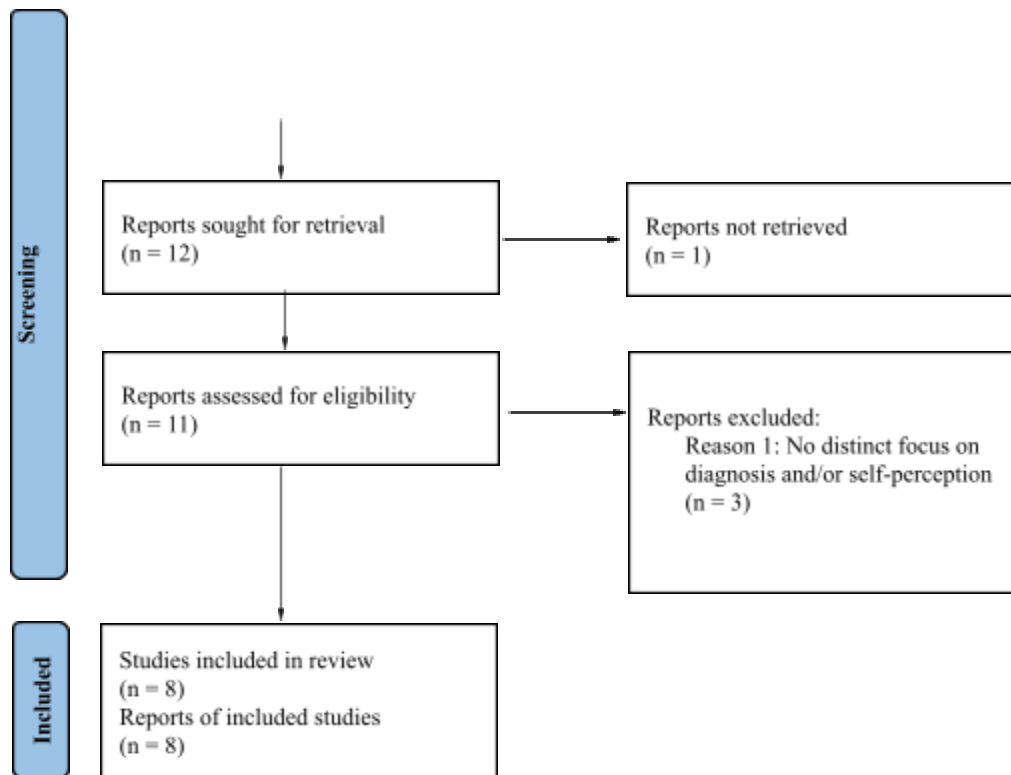 Screening
Reports sought for retrieval
(n = 12)
Reports not retrieved
(n = 1)
Reports assessed for eligibility
(n = 11)
Reports excluded:
Reason 1: No distinct focus on
diagnosis and/or self-perception
(n = 3)
Included
Studies included in review
(n = 8)
Reports of included studies
(n = 8)